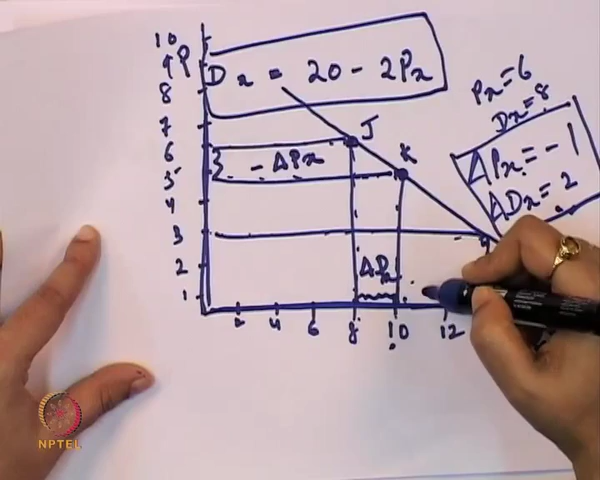 10
9 P
8
7
6
5
4
3
2
1
Dx = 20 - 2Px
Px = 6
Dx = 8
ΔPx = -1
ΔDx = 2
J
K
- ΔPx
ΔDx
2 4 6 8 10 12
NPTEL